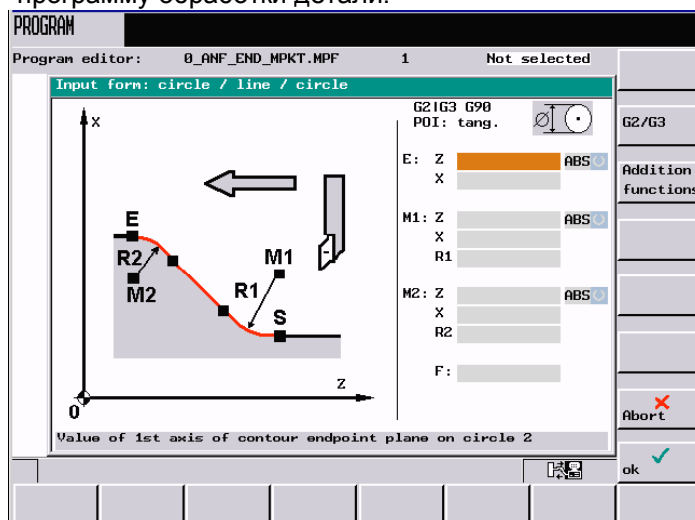 программу обработки детали.
PROGRAM
Program editor: 0_ANF_END_MPKT.MPF 1 Not selected
Input form: circle / line / circle
G2|G3 G90
POI: tang.
E: Z ABS
X
M1: Z ABS
X
R1
M2: Z ABS
X
R2
F:
x
E
R2
M2
R1
M1
S
z
0
Value of 1st axis of contour endpoint plane on circle 2
G2/G3
Addition
functions
Abort
ok